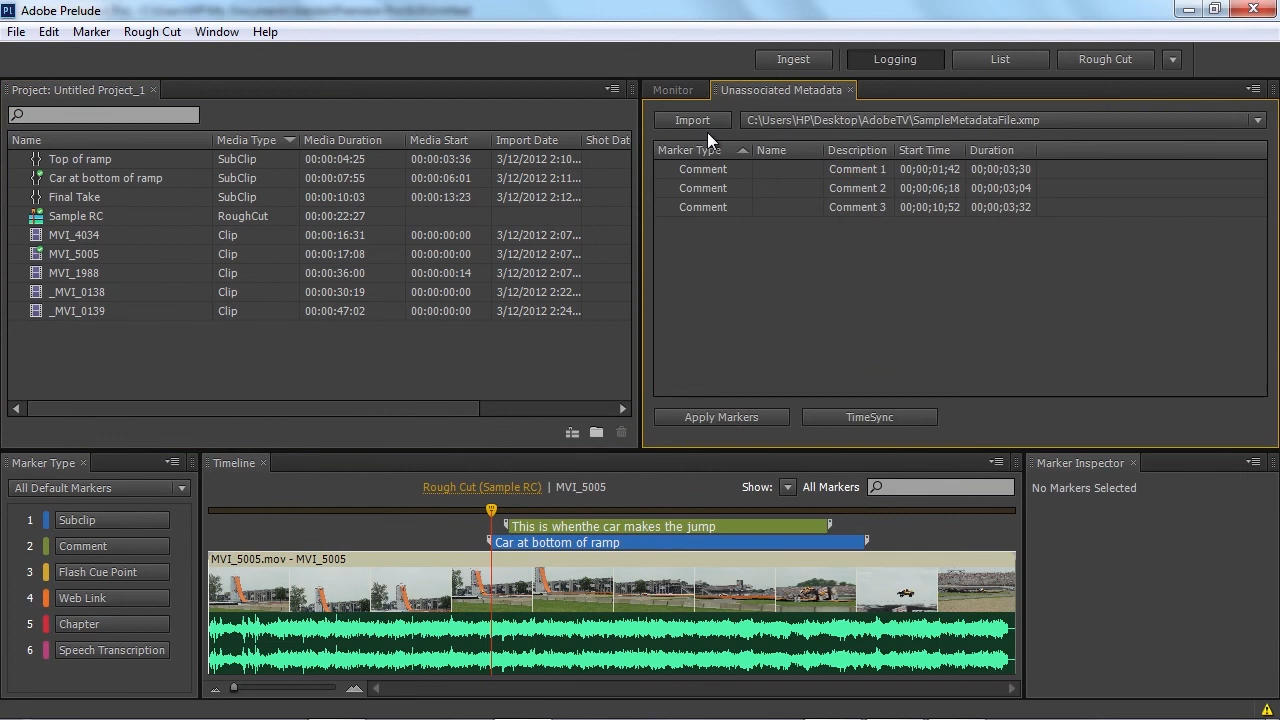 Adobe Prelude
File Edit Marker Rough Cut Window Help
Ingest Logging List Rough Cut
Project: Untitled Project_1
Name Media Type Media Duration Media Start Import Date Shot Dat
Top of ramp SubClip 00:00:04:25 00:00:03:36 3/12/2012 2:10...
Car at bottom of ramp SubClip 00:00:07:55 00:00:06:01 3/12/2012 2:11...
Final Take SubClip 00:00:10:03 00:00:13:23 3/12/2012 2:12...
Sample RC RoughCut 00:00:22:27
MVI_4034 Clip 00:00:16:31 00:00:00:00 3/12/2012 2:07...
MVI_5005 Clip 00:00:17:08 00:00:00:00 3/12/2012 2:07...
MVI_1988 Clip 00:00:36:00 00:00:00:14 3/12/2012 2:07...
_MVI_0138 Clip 00:00:30:19 00:00:00:00 3/12/2012 2:22...
_MVI_0139 Clip 00:00:47:02 00:00:00:00 3/12/2012 2:24...
Monitor Unassociated Metadata
Import C:\Users\HP\Desktop\AdobeTV\SampleMetadataFile.xmp
Marker Type Name Description Start Time Duration
Comment Comment 1 00;00;01;42 00;00;03;30
Comment Comment 2 00;00;06;18 00;00;03;04
Comment Comment 3 00;00;10;52 00;00;03;32
Apply Markers TimeSync
Marker Type
All Default Markers
1 Subclip
2 Comment
3 Flash Cue Point
4 Web Link
5 Chapter
6 Speech Transcription
Timeline
Rough Cut (Sample RC) | MVI_5005 Show: All Markers
This is whenthe car makes the jump
Car at bottom of ramp
MVI_5005.mov - MVI_5005
Marker Inspector
No Markers Selected